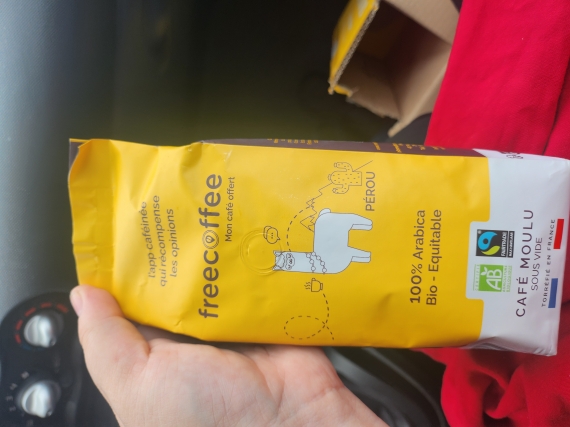 l'app caféinée
qui récompense
les opinions
freecoffee
Mon café offert
PÉROU
100% Arabica
Bio - Equitable
AB
CAFÉ MOULU
SOUS VIDE
TORRÉFIÉ EN FRANCE